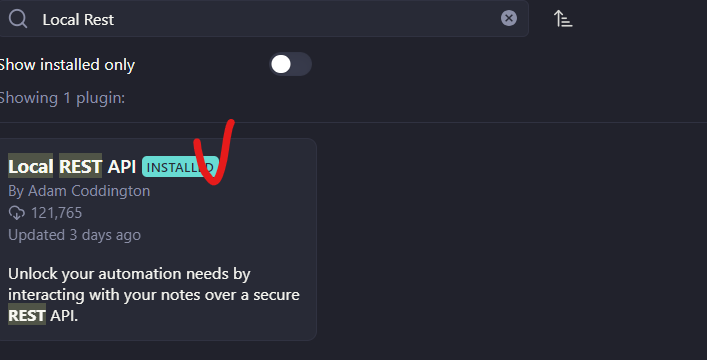 Local Rest
Show installed only
Showing 1 plugin:
Local REST API INSTALLED
By Adam Coddington
121,765
Updated 3 days ago
Unlock your automation needs by
interacting with your notes over a secure
REST API.